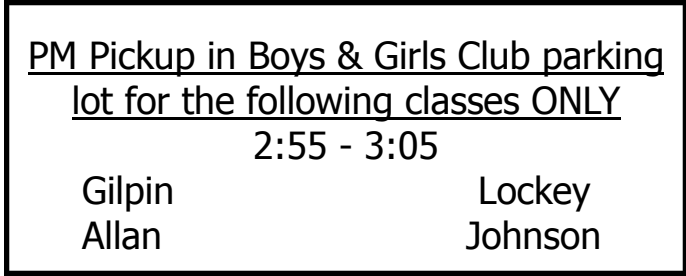 PM Pickup in Boys & Girls Club parking
lot for the following classes ONLY
2:55 - 3:05
Gilpin Lockey
Allan Johnson